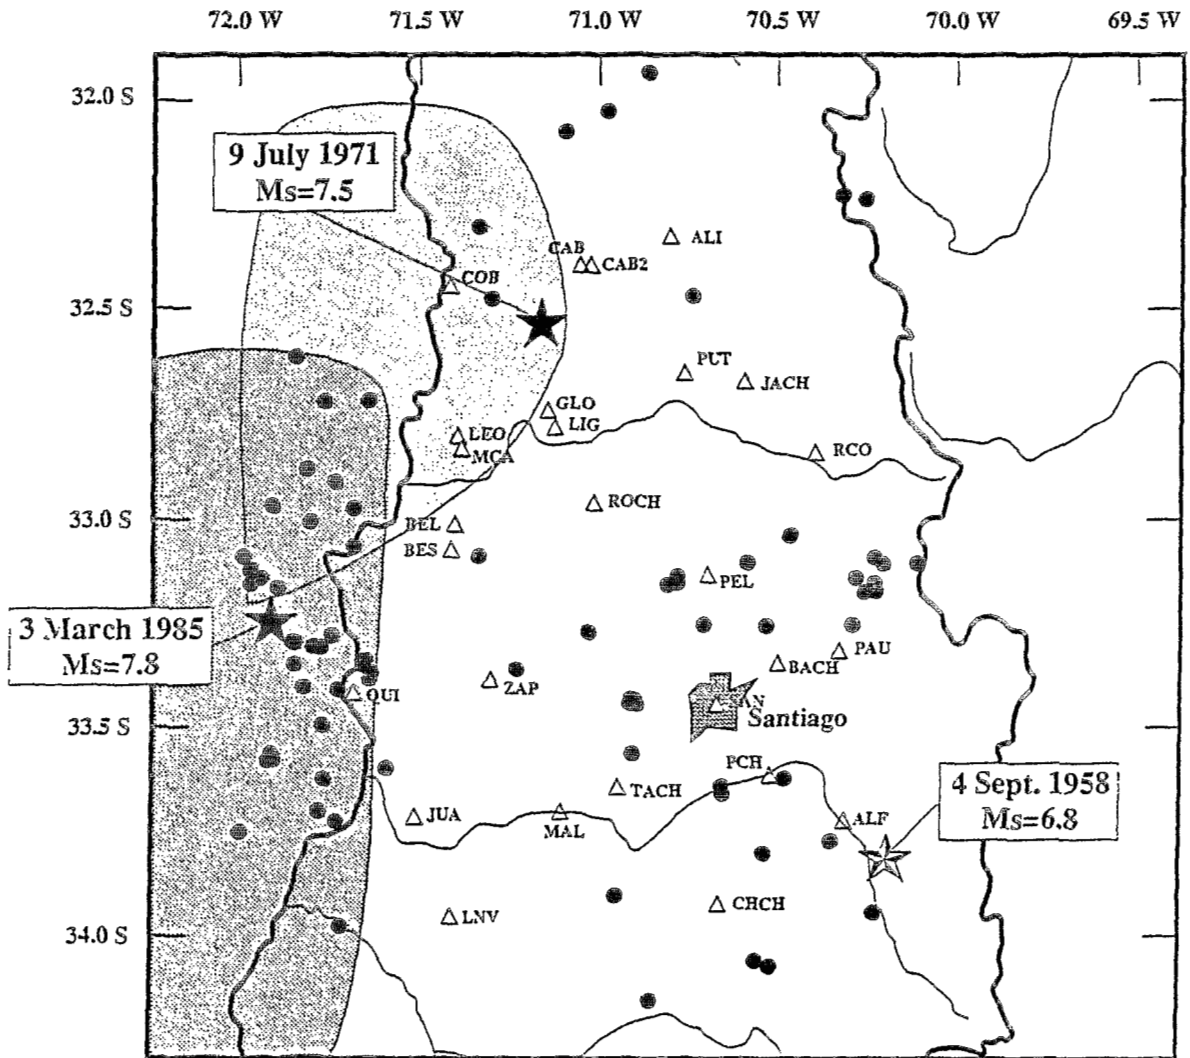 72.0 W 71.5 W 71.0 W 70.5 W 70.0 W 69.5 W
32.0 S
9 July 1971
Ms=7.5
ALI
CAB
CAB2
COB
32.5 S
PUT
JACH
GLO
LIG
LEO
MCA
RCO
ROCH
33.0 S
BEL
BES
PEL
3 March 1985
Ms=7.8
PAU
BACH
ZAP
QUI
AN
Santiago
33.5 S
PCH
4 Sept. 1958
Ms=6.8
TACH
JUA
MAL
ALF
CHCH
LNV
34.0 S